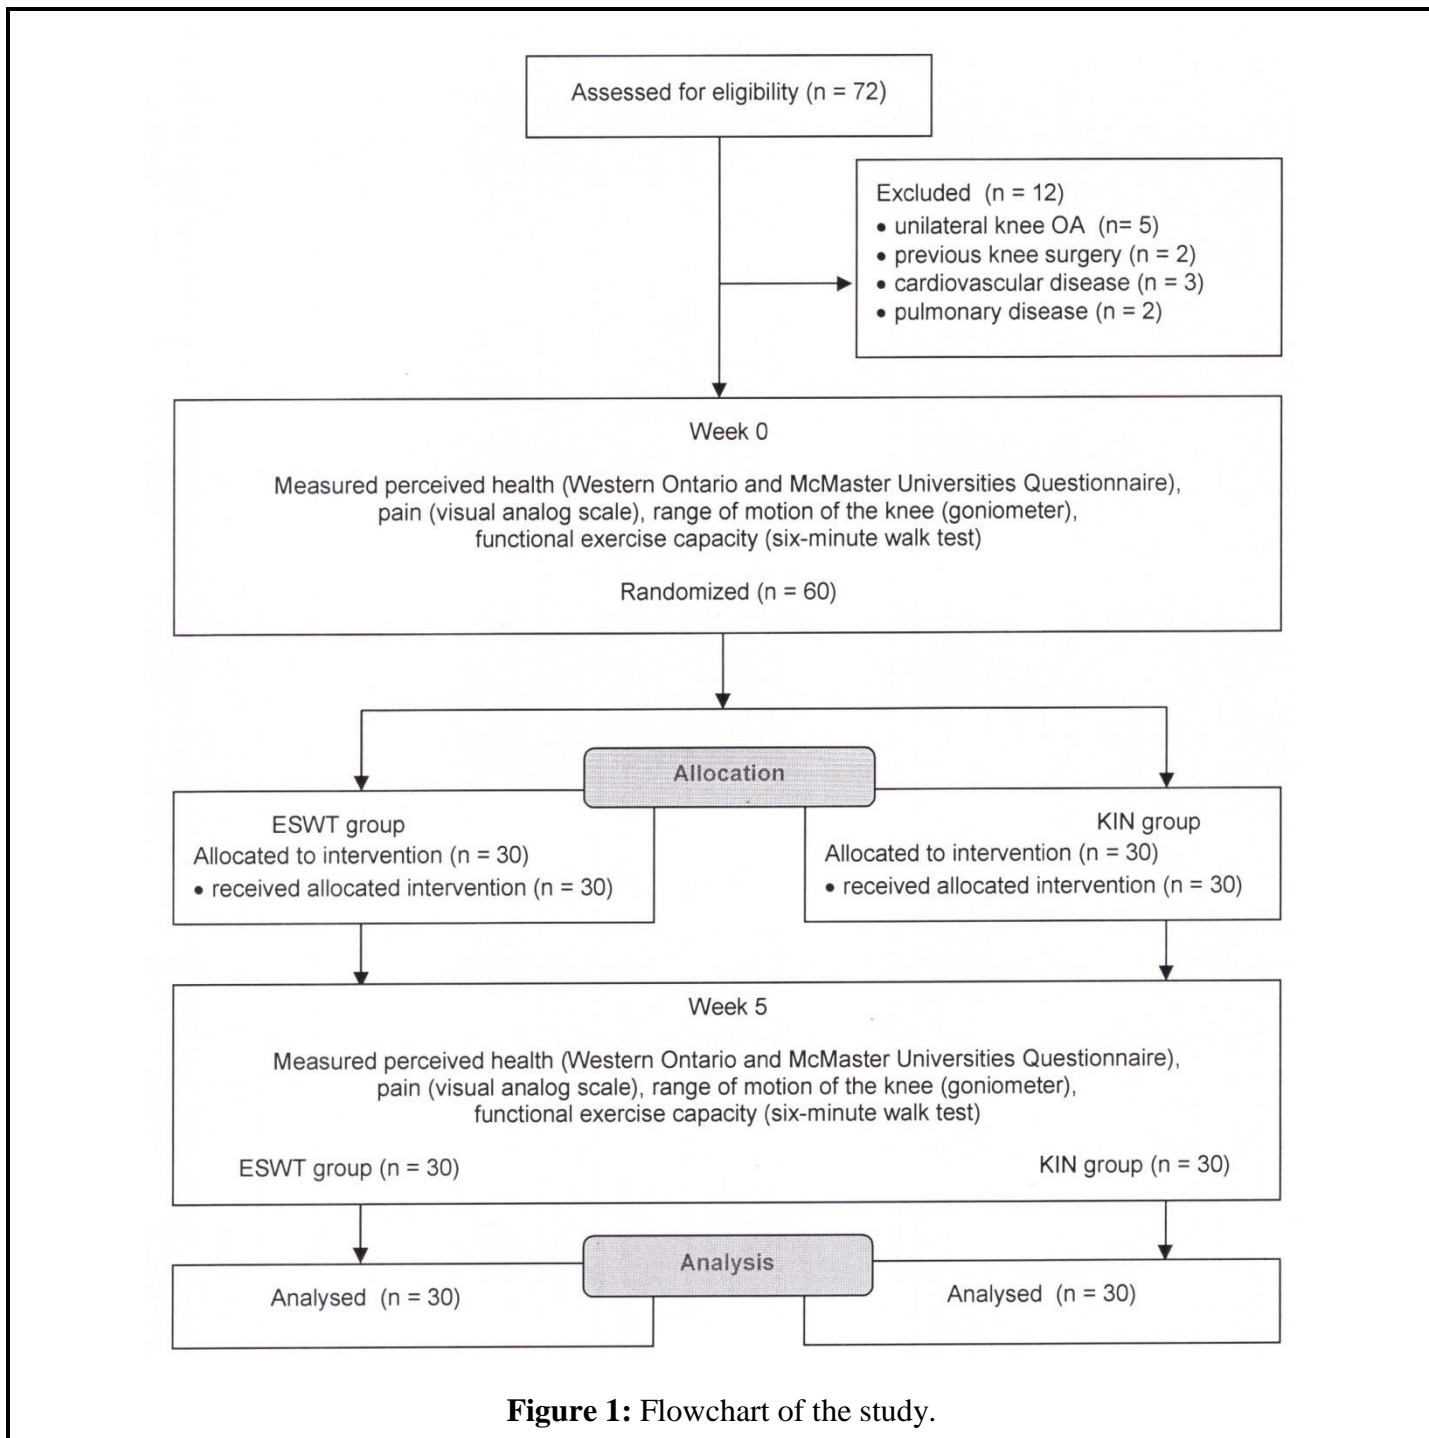 Assessed for eligibility (n = 72)
Excluded (n = 12)
• unilateral knee OA (n= 5)
• previous knee surgery (n = 2)
• cardiovascular disease (n = 3)
• pulmonary disease (n = 2)
Week 0
Measured perceived health (Western Ontario and McMaster Universities Questionnaire),
pain (visual analog scale), range of motion of the knee (goniometer),
functional exercise capacity (six-minute walk test)
Randomized (n = 60)
Allocation
ESWT group
Allocated to intervention (n = 30)
• received allocated intervention (n = 30)
KIN group
Allocated to intervention (n = 30)
• received allocated intervention (n = 30)
Week 5
Measured perceived health (Western Ontario and McMaster Universities Questionnaire),
pain (visual analog scale), range of motion of the knee (goniometer),
functional exercise capacity (six-minute walk test)
ESWT group (n = 30)
KIN group (n = 30)
Analysis
Analysed (n = 30)
Analysed (n = 30)
Figure 1: Flowchart of the study.